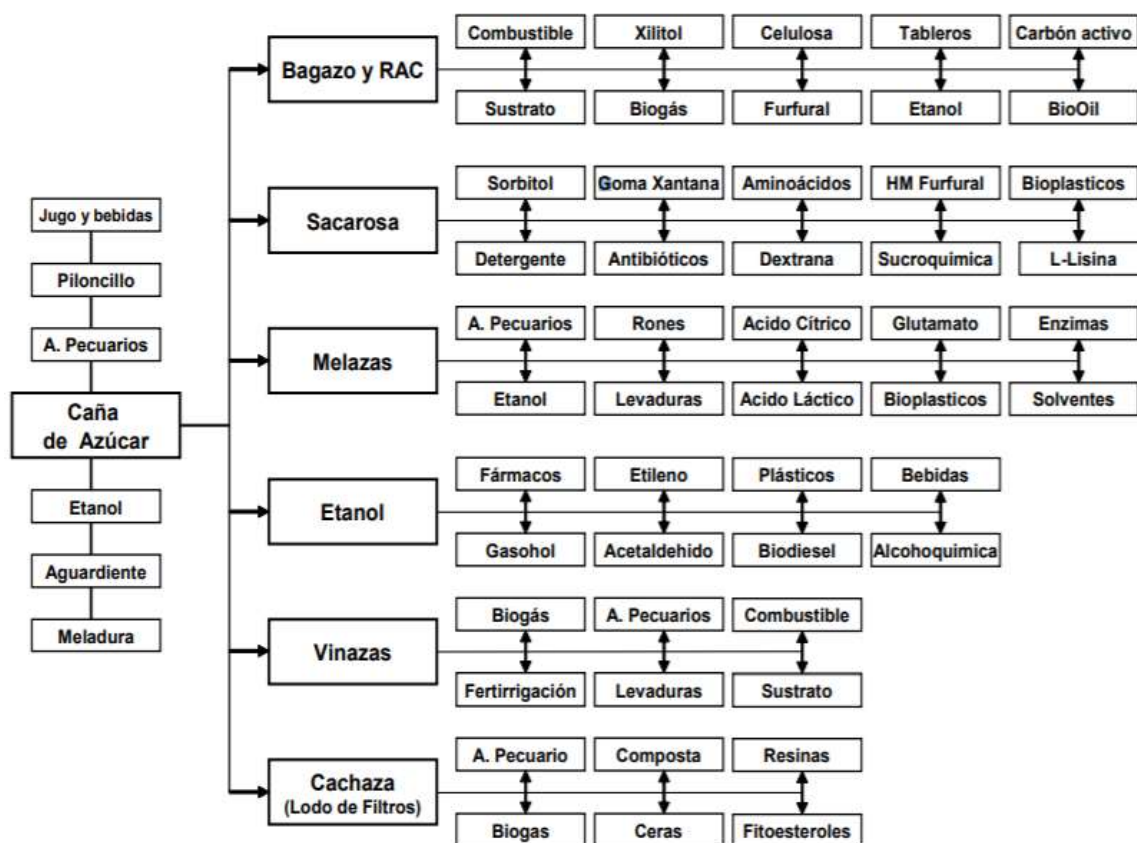 Jugo y bebidas
Piloncillo
A. Pecuarios
Caña
de Azúcar
Etanol
Aguardiente
Meladura
Bagazo y RAC
Combustible
Xilitol
Celulosa
Tableros
Carbón activo
Sustrato
Biogás
Furfural
Etanol
BioOil
Sacarosa
Sorbitol
Goma Xantana
Aminoácidos
HM Furfural
Bioplasticos
Detergente
Antibióticos
Dextrana
Sucroquimica
L-Lisina
Melazas
A. Pecuarios
Rones
Acido Cítrico
Glutamato
Enzimas
Etanol
Levaduras
Acido Láctico
Bioplasticos
Solventes
Etanol
Fármacos
Etileno
Plásticos
Bebidas
Gasohol
Acetaldehido
Biodiesel
Alcohoquimica
Vinazas
Biogás
A. Pecuarios
Combustible
Fertirrigación
Levaduras
Sustrato
Cachaza
(Lodo de Filtros)
A. Pecuario
Composta
Resinas
Biogas
Ceras
Fitoesteroles